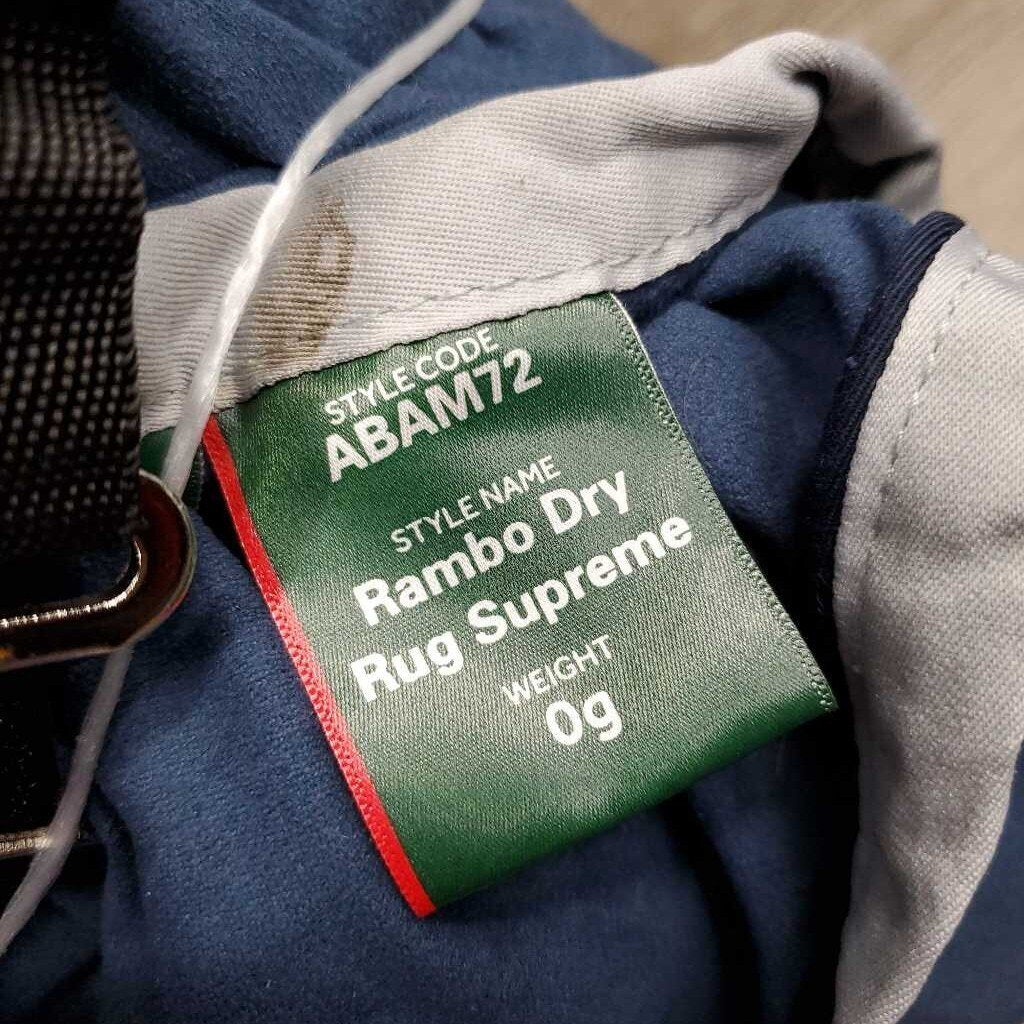 STYLE CODE
ABAM72
STYLE NAME
Rambo Dry
Rug Supreme
WEIGHT
0g